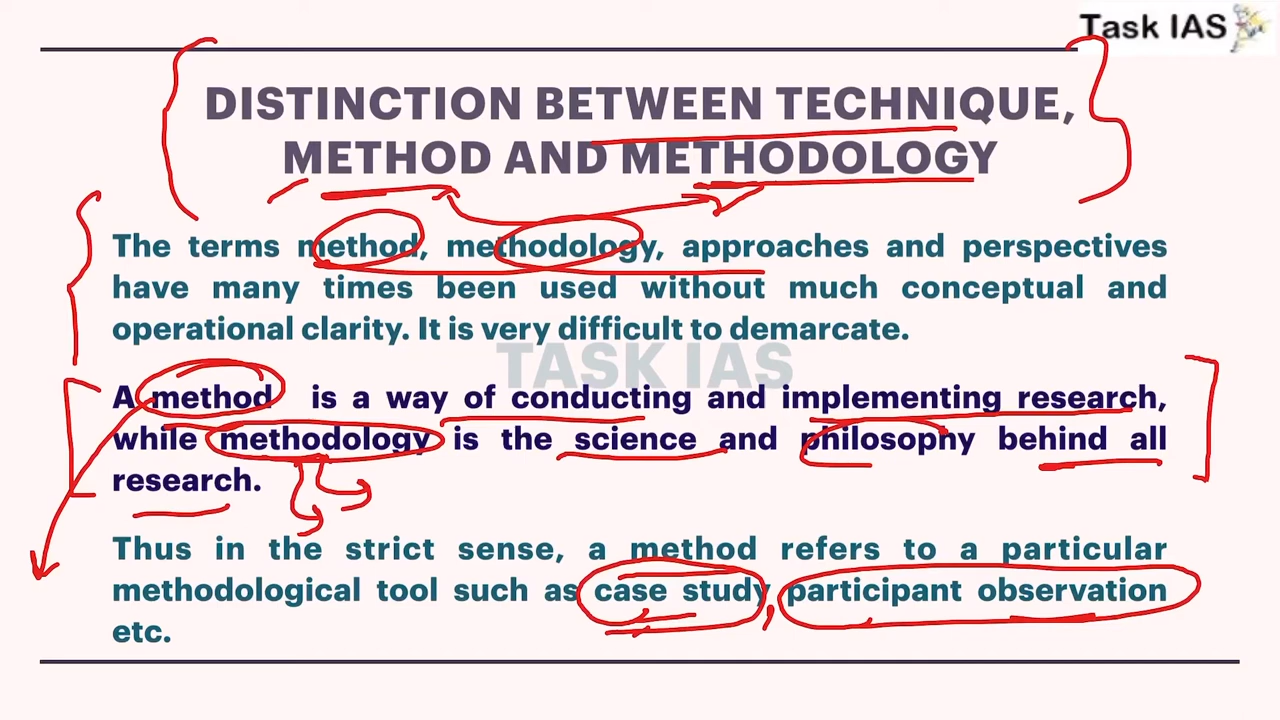 Task IAS
DISTINCTION BETWEEN TECHNIQUE,
METHOD AND METHODOLOGY
The terms method, methodology, approaches and perspectives
have many times been used without much conceptual and
operational clarity. It is very difficult to demarcate.
TASK IAS
A method is a way of conducting and implementing research,
while methodology is the science and philosophy behind all
research.
Thus in the strict sense, a method refers to a particular
methodological tool such as case study, participant observation
etc.